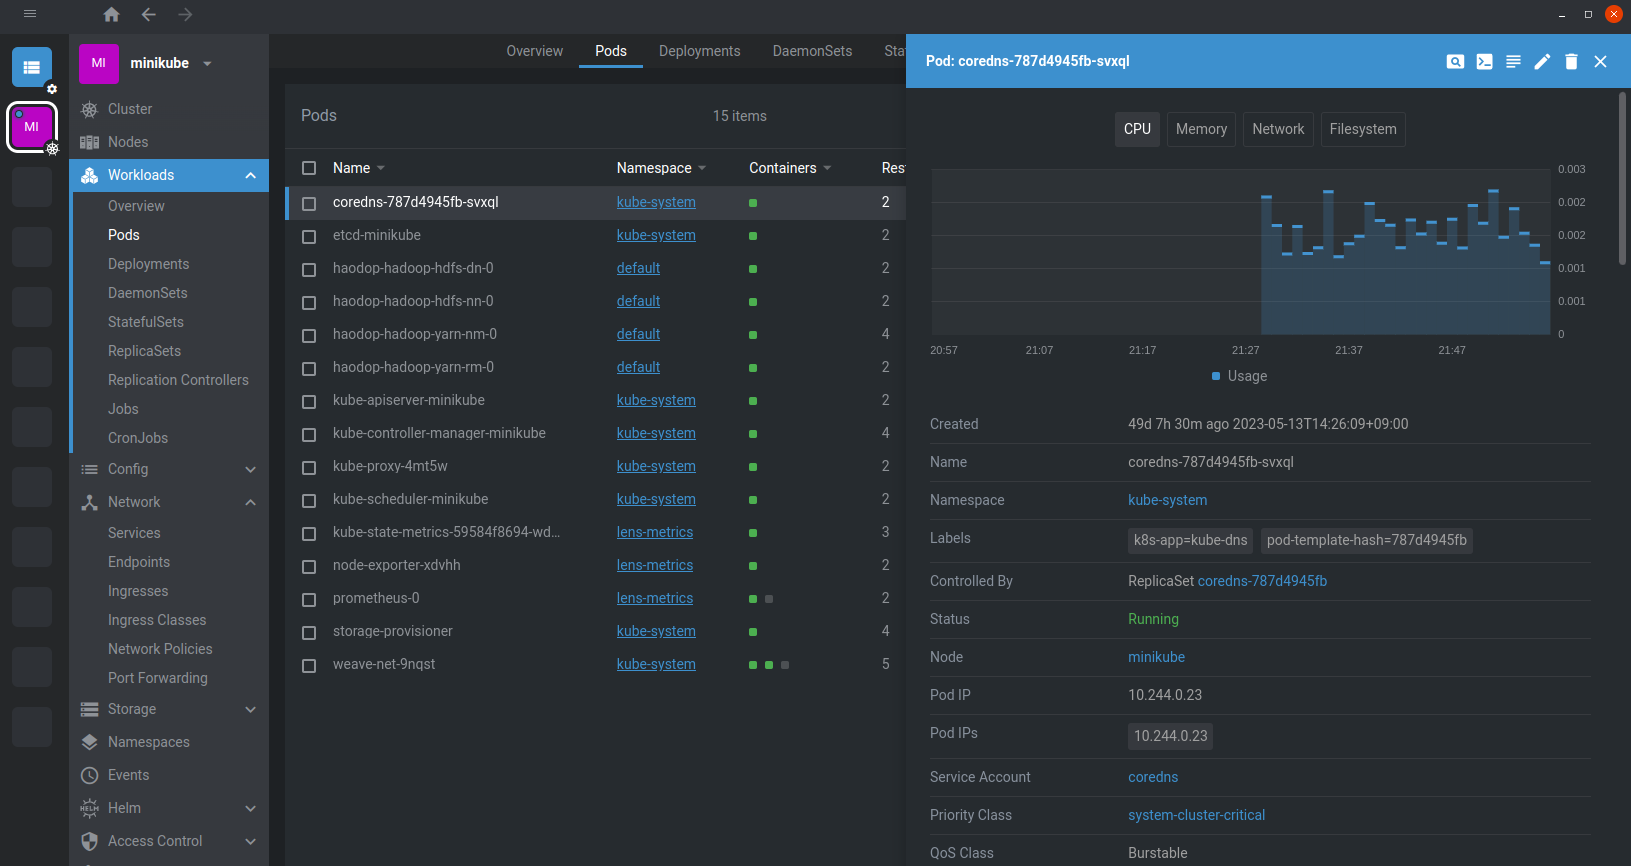 MI
minikube
MI
Cluster
Nodes
Workloads
Overview
Pods
Deployments
DaemonSets
StatefulSets
ReplicaSets
Replication Controllers
Jobs
CronJobs
Config
Network
Services
Endpoints
Ingresses
Ingress Classes
Network Policies
Port Forwarding
Storage
Namespaces
Events
HELM Helm
Access Control
Overview Pods Deployments DaemonSets Sta
Pods 15 items
Name Namespace Containers Res
coredns-787d4945fb-svxql kube-system 2
etcd-minikube kube-system 2
haodop-hadoop-hdfs-dn-0 default 2
haodop-hadoop-hdfs-nn-0 default 2
haodop-hadoop-yarn-nm-0 default 4
haodop-hadoop-yarn-rm-0 default 2
kube-apiserver-minikube kube-system 2
kube-controller-manager-minikube kube-system 4
kube-proxy-4mt5w kube-system 2
kube-scheduler-minikube kube-system 2
kube-state-metrics-59584f8694-wd... lens-metrics 3
node-exporter-xdvhh lens-metrics 2
prometheus-0 lens-metrics 2
storage-provisioner kube-system 4
weave-net-9nqst kube-system 5
Pod: coredns-787d4945fb-svxql
CPU Memory Network Filesystem
0.003
0.002
0.002
0.001
0.001
0
20:57 21:07 21:17 21:27 21:37 21:47
Usage
Created 49d 7h 30m ago 2023-05-13T14:26:09+09:00
Name coredns-787d4945fb-svxql
Namespace kube-system
Labels k8s-app=kube-dns pod-template-hash=787d4945fb
Controlled By ReplicaSet coredns-787d4945fb
Status Running
Node minikube
Pod IP 10.244.0.23
Pod IPs 10.244.0.23
Service Account coredns
Priority Class system-cluster-critical
QoS Class Burstable